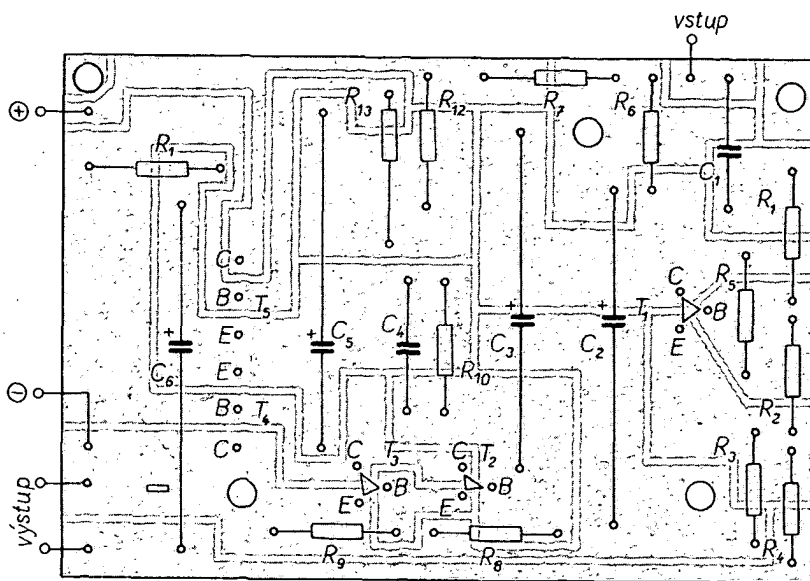 vstup
⊕
R13
R12
R7
R6
R1
C1
R1
C
B
T5
E
E
B
T4
C
+
C6
+
C5
C4
R10
+
C3
+
C2
T1
C
B
E
R5
R2
⊖
C
T3
B
E
C
T2
B
E
R3
R4
výstup
R9
R8